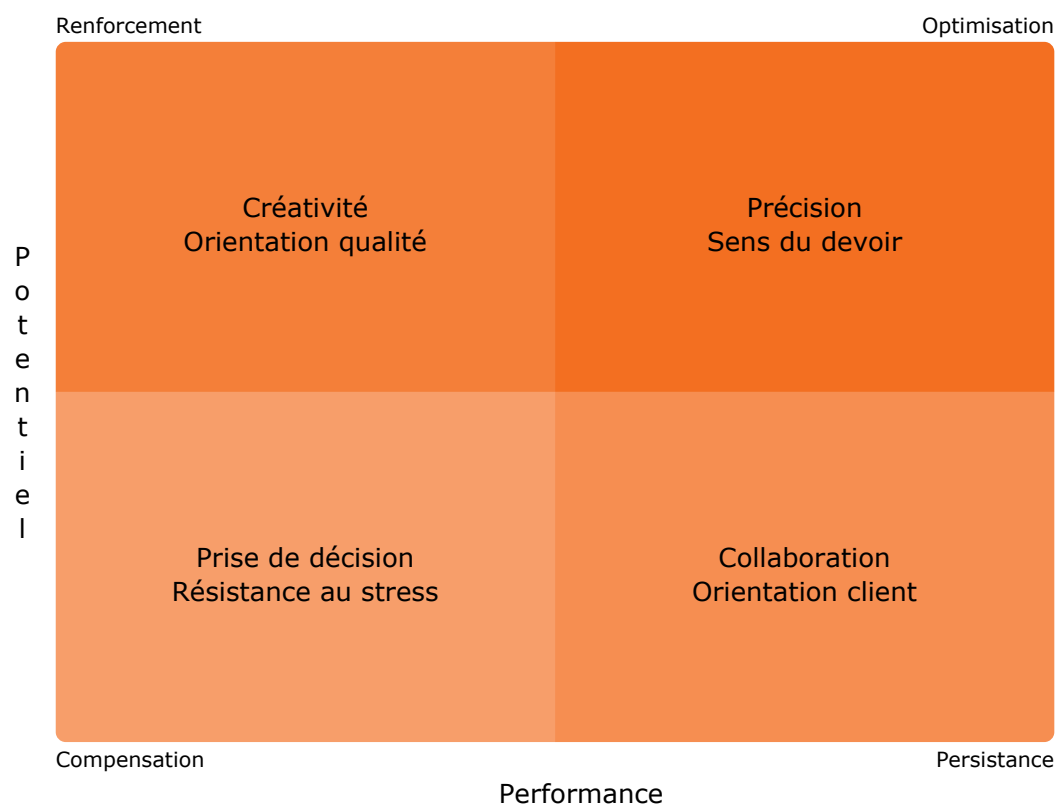 Renforcement
Optimisation
Créativité
Orientation qualité
Précision
Sens du devoir
Potentiel
Prise de décision
Résistance au stress
Collaboration
Orientation client
Compensation
Persistance
Performance